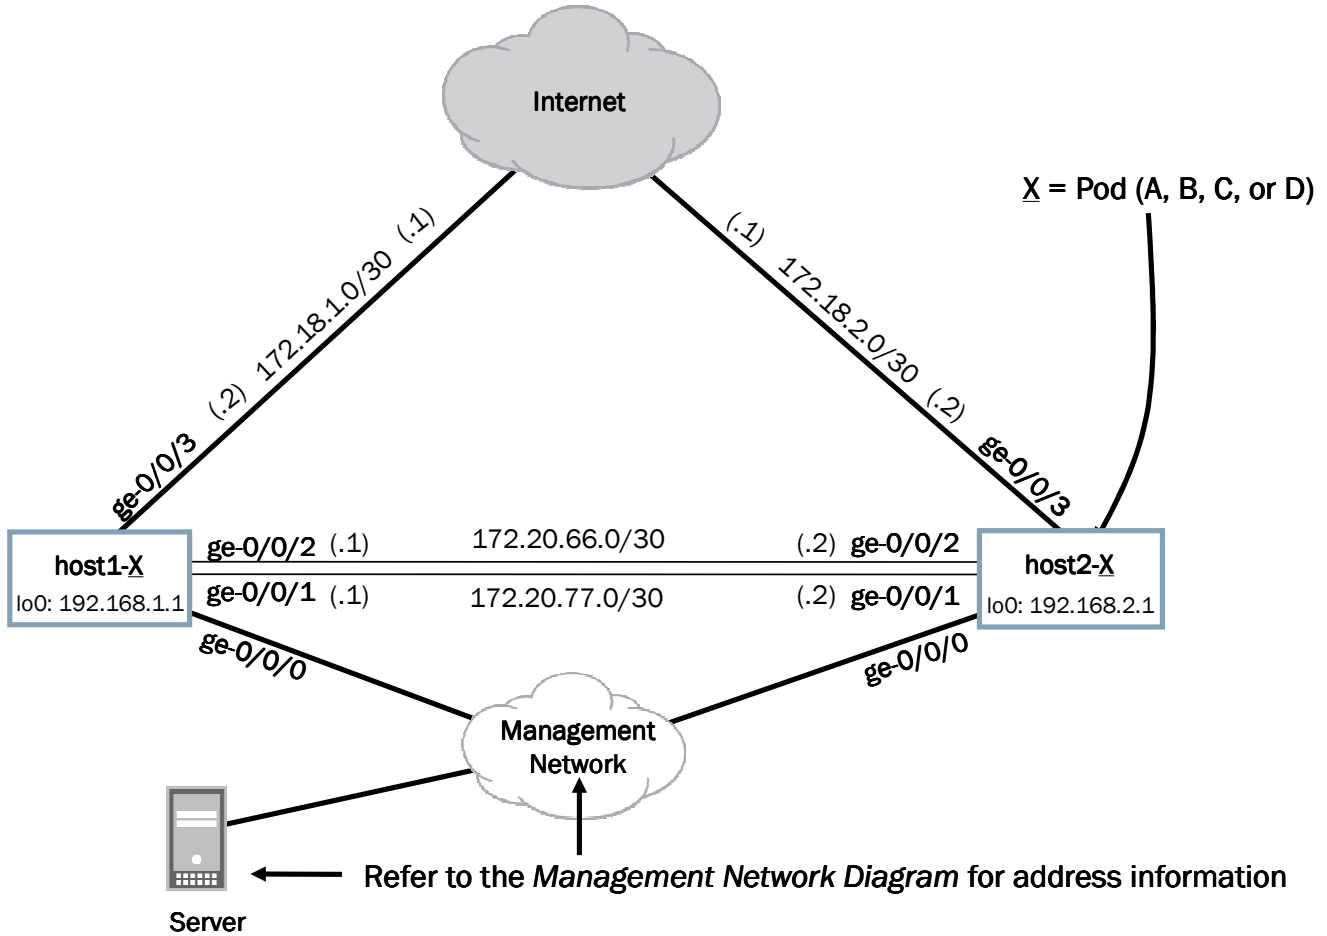 Internet
X = Pod (A, B, C, or D)
(.1)
172.18.1.0/30
(.2)
ge-0/0/3
(.1)
172.18.2.0/30
(.2)
ge-0/0/3
host1-X
lo0: 192.168.1.1
ge-0/0/2 (.1) 172.20.66.0/30 (.2) ge-0/0/2
ge-0/0/1 (.1) 172.20.77.0/30 (.2) ge-0/0/1
host2-X
lo0: 192.168.2.1
ge-0/0/0
ge-0/0/0
Management
Network
Refer to the Management Network Diagram for address information
Server